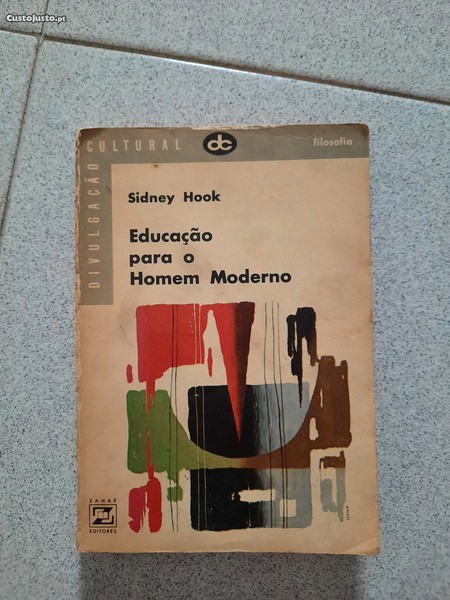 CustoJusto.pt
DIVULGAÇÃO
CULTURAL dc filosofia
Sidney Hook
Educação
para o
Homem Moderno
ZAHAR
EDITORES